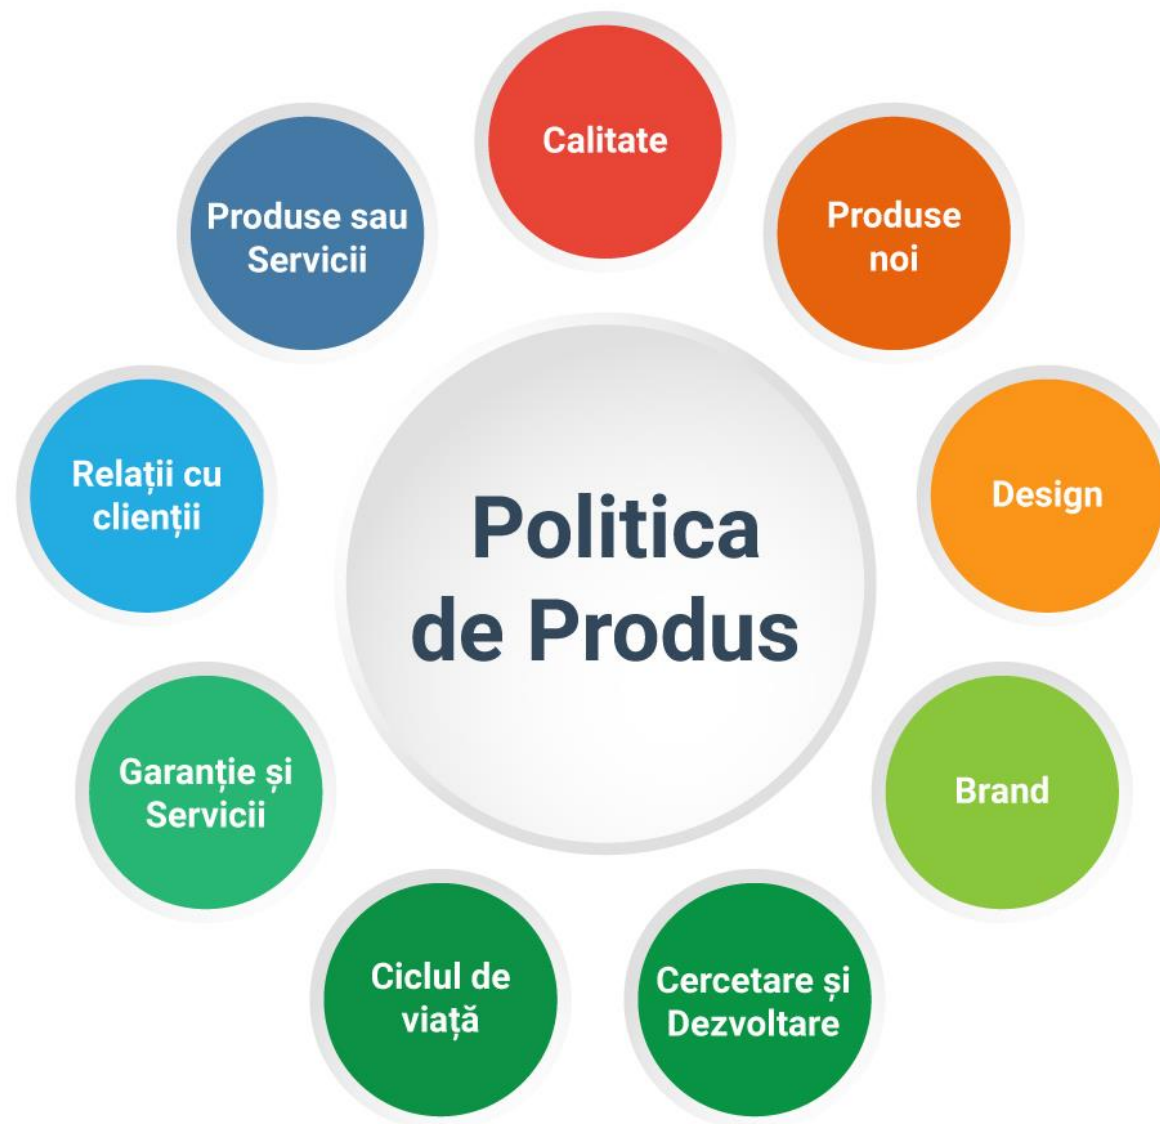 Calitate
Produse sau
Servicii
Produse
noi
Relații cu
clienții
Design
Politica
de Produs
Garanție și
Servicii
Brand
Ciclul de
viață
Cercetare și
Dezvoltare